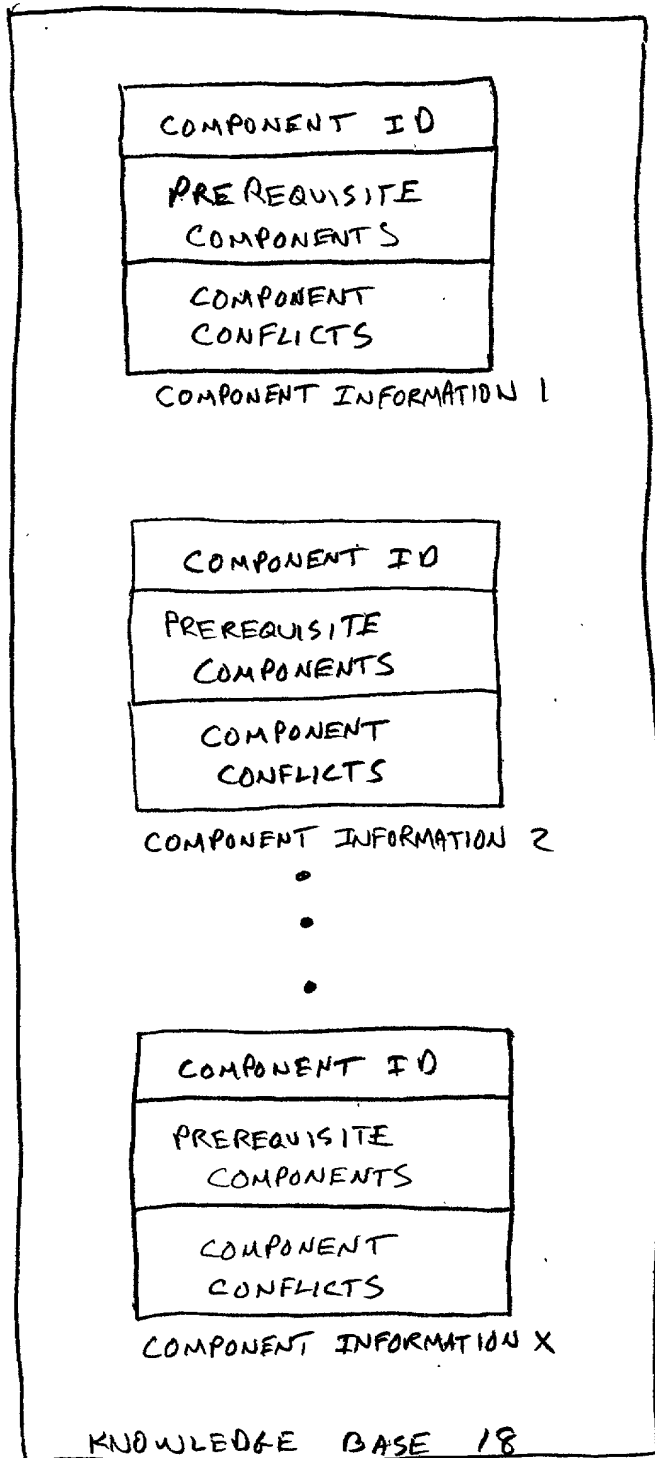 COMPONENT ID
PREREQUISITE
COMPONENTS
COMPONENT
CONFLICTS
COMPONENT INFORMATION 1
COMPONENT ID
PREREQUISITE
COMPONENTS
COMPONENT
CONFLICTS
COMPONENT INFORMATION 2
COMPONENT ID
PREREQUISITE
COMPONENTS
COMPONENT
CONFLICTS
COMPONENT INFORMATION X
KNOWLEDGE BASE 18